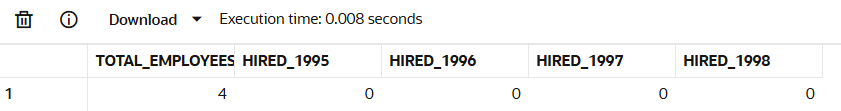 Download Execution time: 0.008 seconds
TOTAL_EMPLOYEES HIRED_1995 HIRED_1996 HIRED_1997 HIRED_1998
1 4 0 0 0 0